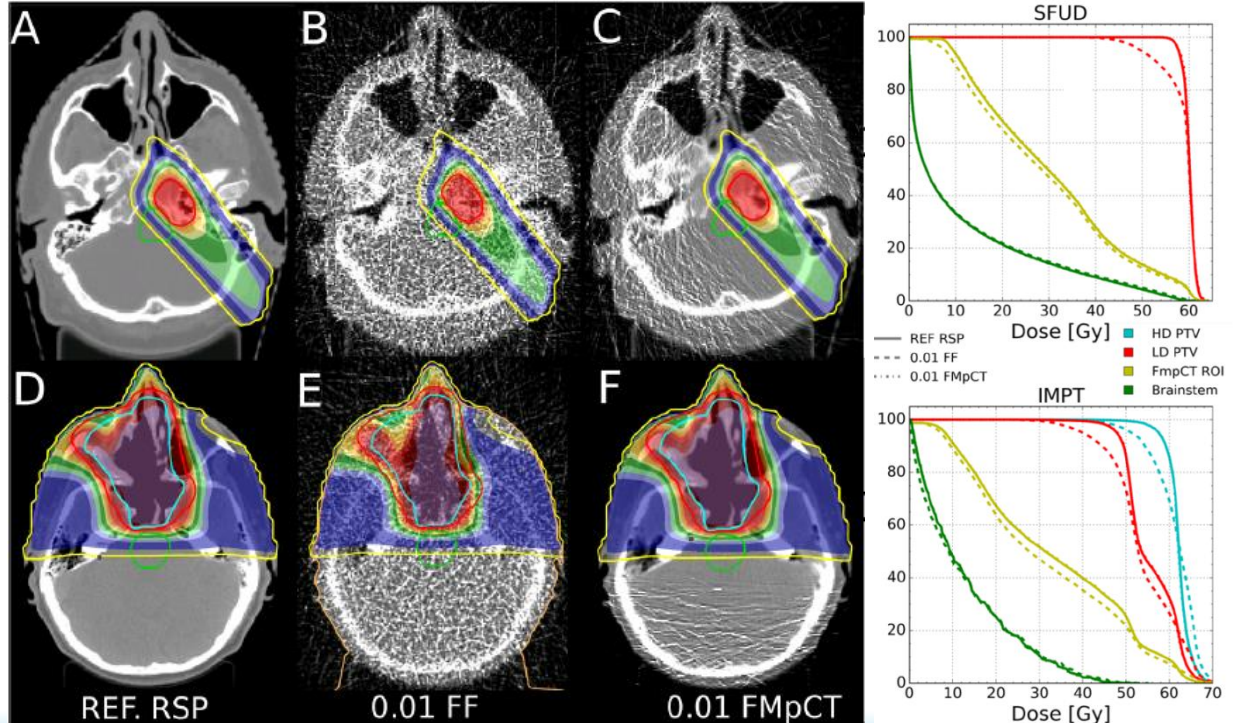 A
B
C
D
E
F
REF. RSP
0.01 FF
0.01 FMpCT
SFUD
100
80
60
40
20
0
0 10 20 30 40 50 60
Dose [Gy]
REF RSP
0.01 FF
0.01 FMpCT
HD PTV
LD PTV
FmpCT ROI
Brainstem
IMPT
100
80
60
40
20
0
0 10 20 30 40 50 60 70
Dose [Gy]